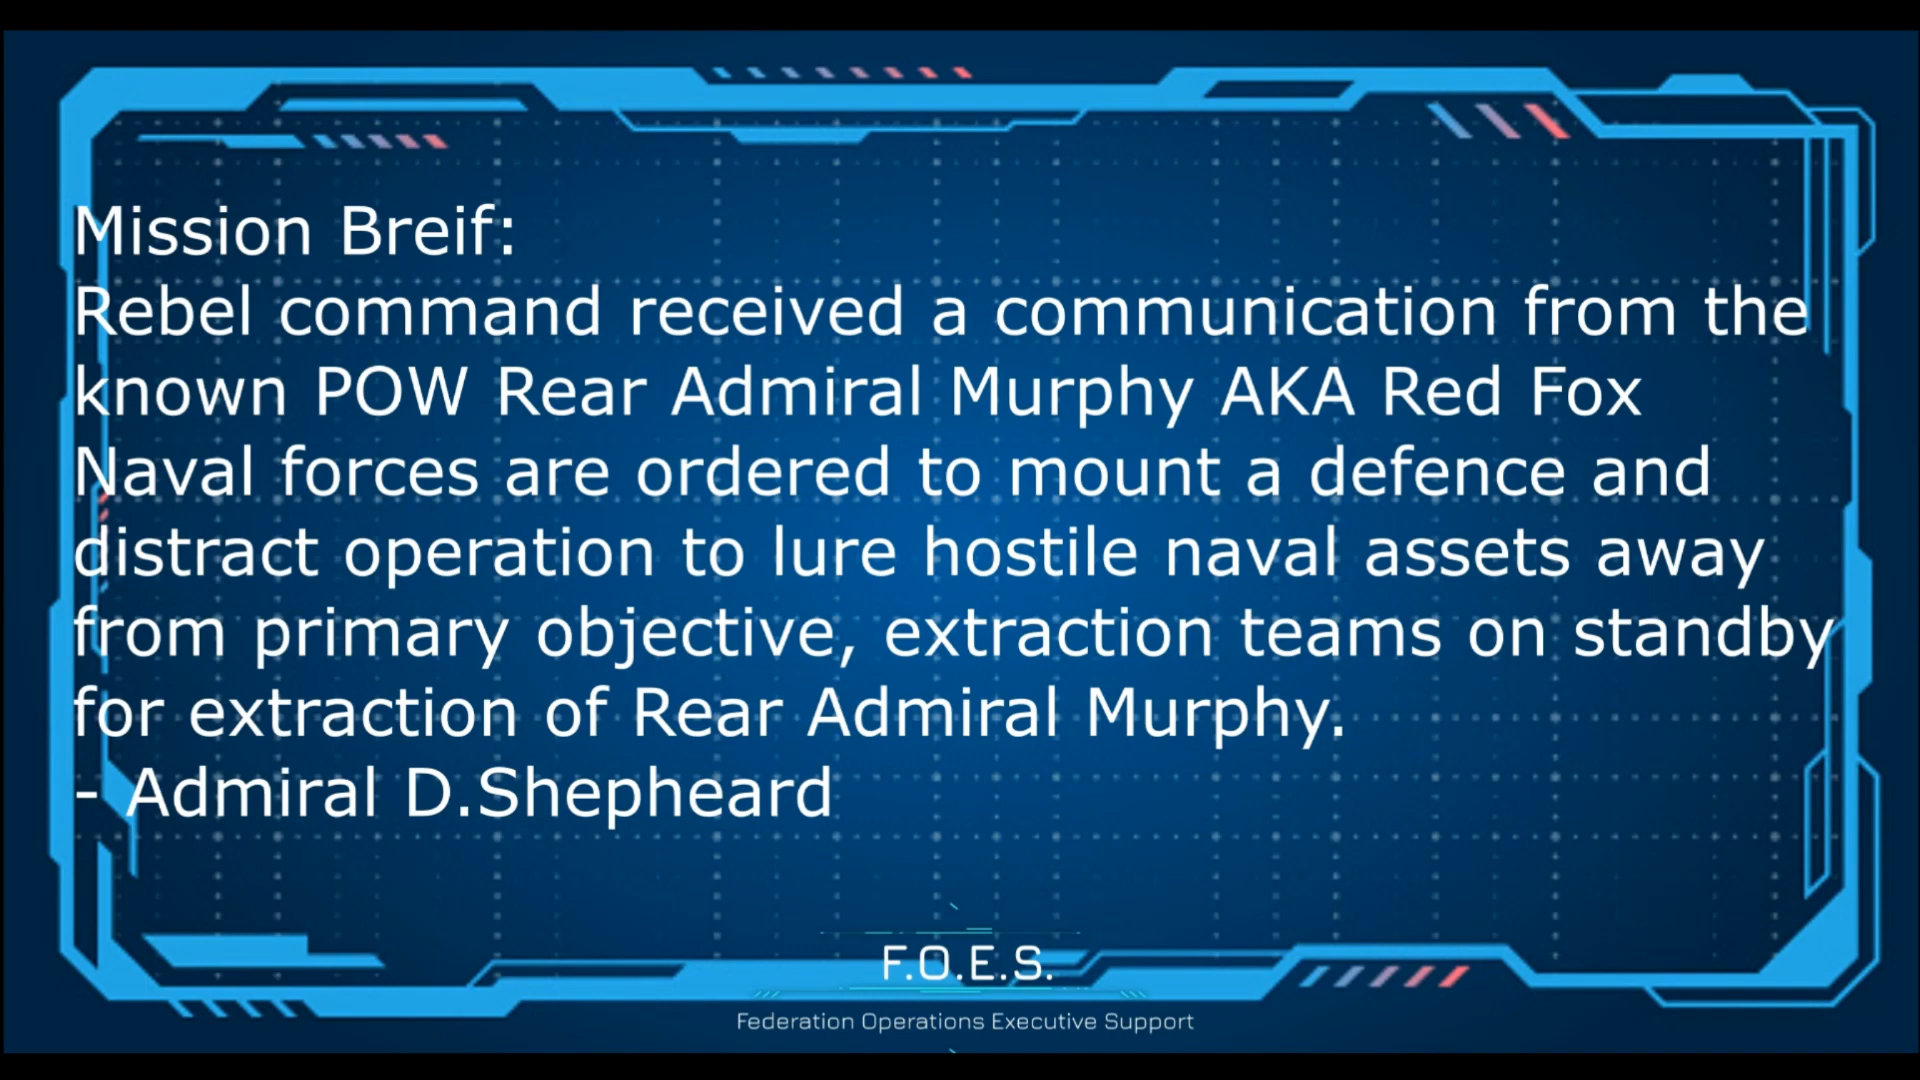 Mission Breif:
Rebel command received a communication from the
known POW Rear Admiral Murphy AKA Red Fox
Naval forces are ordered to mount a defence and
distract operation to lure hostile naval assets away
from primary objective, extraction teams on standby
for extraction of Rear Admiral Murphy.
- Admiral D.Shepheard
F.O.E.S.
Federation Operations Executive Support